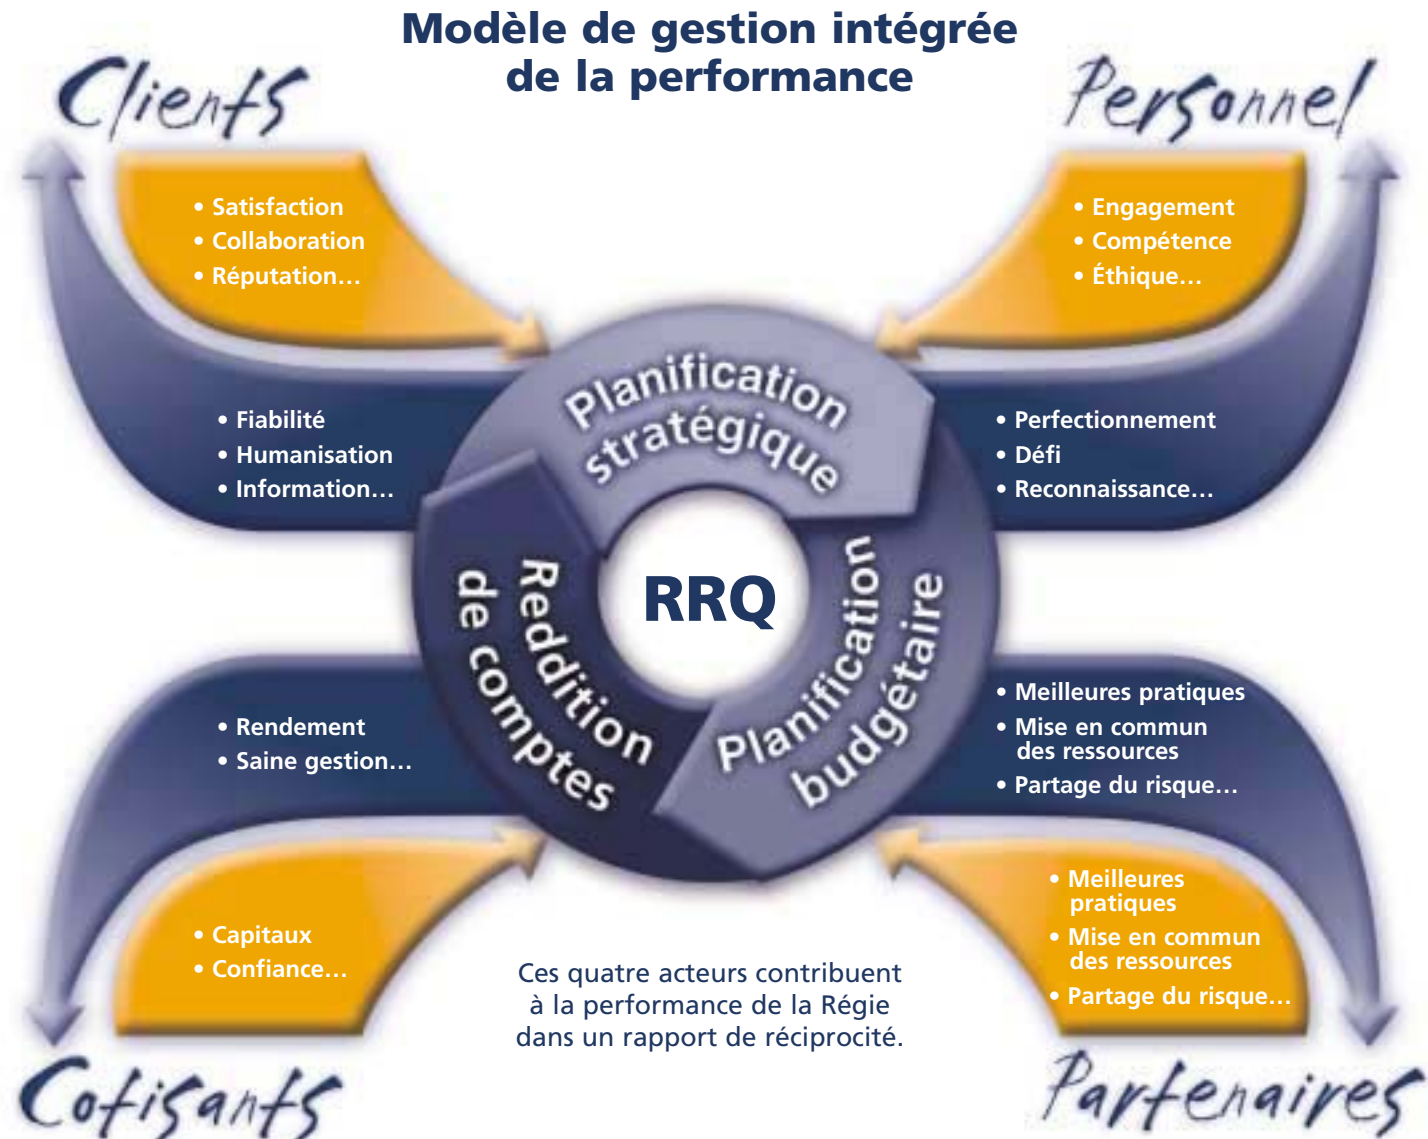 Modèle de gestion intégrée
de la performance
Clients
• Satisfaction
• Collaboration
• Réputation…
• Fiabilité
• Humanisation
• Information…
Personnel
• Engagement
• Compétence
• Éthique…
• Perfectionnement
• Défi
• Reconnaissance…
Planification
stratégique
RRQ
Planification
budgétaire
Reddition
de comptes
• Rendement
• Saine gestion…
• Capitaux
• Confiance…
Cotisants
• Meilleures pratiques
• Mise en commun
des ressources
• Partage du risque…
• Meilleures
pratiques
• Mise en commun
des ressources
• Partage du risque…
Partenaires
Ces quatre acteurs contribuent
à la performance de la Régie
dans un rapport de réciprocité.